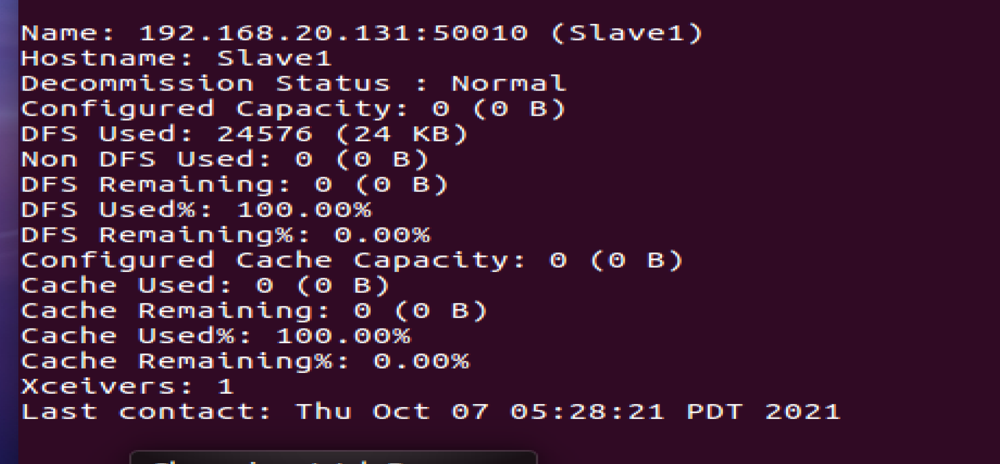 Name: 192.168.20.131:50010 (Slave1)
Hostname: Slave1
Decommission Status : Normal
Configured Capacity: 0 (0 B)
DFS Used: 24576 (24 KB)
Non DFS Used: 0 (0 B)
DFS Remaining: 0 (0 B)
DFS Used%: 100.00%
DFS Remaining%: 0.00%
Configured Cache Capacity: 0 (0 B)
Cache Used: 0 (0 B)
Cache Remaining: 0 (0 B)
Cache Used%: 100.00%
Cache Remaining%: 0.00%
Xceivers: 1
Last contact: Thu Oct 07 05:28:21 PDT 2021